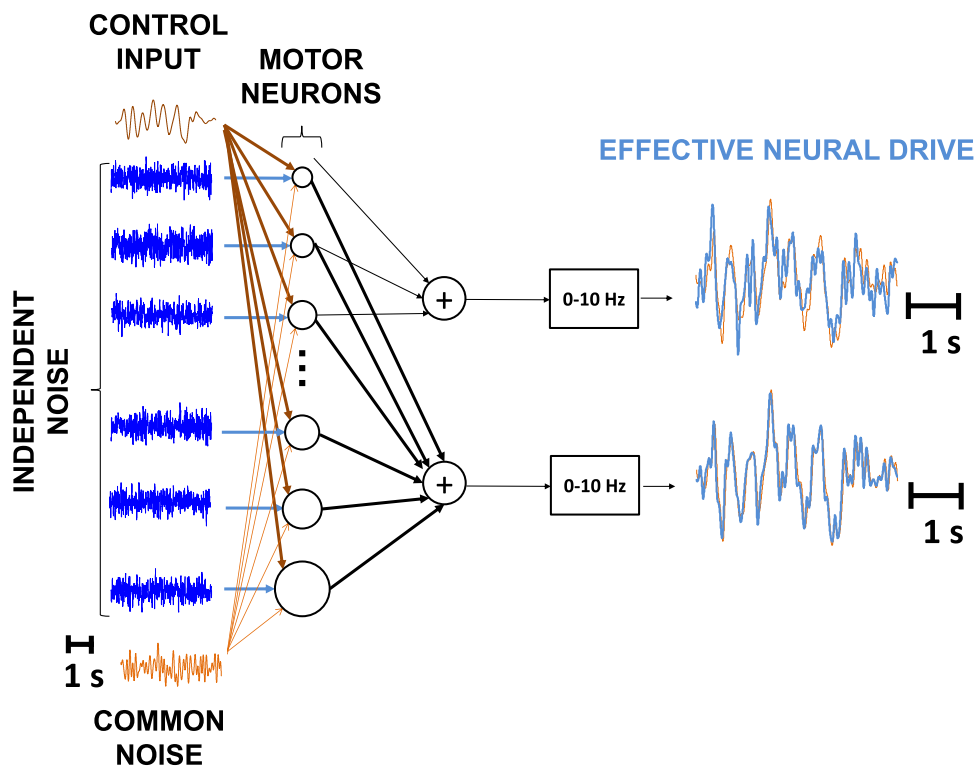 CONTROL
INPUT
MOTOR
NEURONS
EFFECTIVE NEURAL DRIVE
INDEPENDENT
NOISE
+
0-10 Hz
1 s
+
0-10 Hz
1 s
1 s
COMMON
NOISE